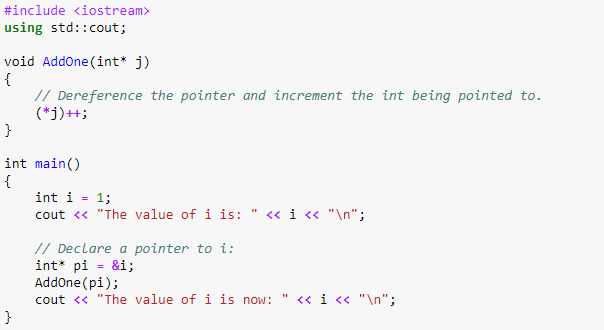 #include <iostream>
using std::cout;
void AddOne(int* j)
{
// Dereference the pointer and increment the int being pointed to.
(*j)++;
}
int main()
{
int i = 1;
cout << "The value of i is: " << i << "\n";
// Declare a pointer to i:
int* pi = &i;
AddOne(pi);
cout << "The value of i is now: " << i << "\n";
}